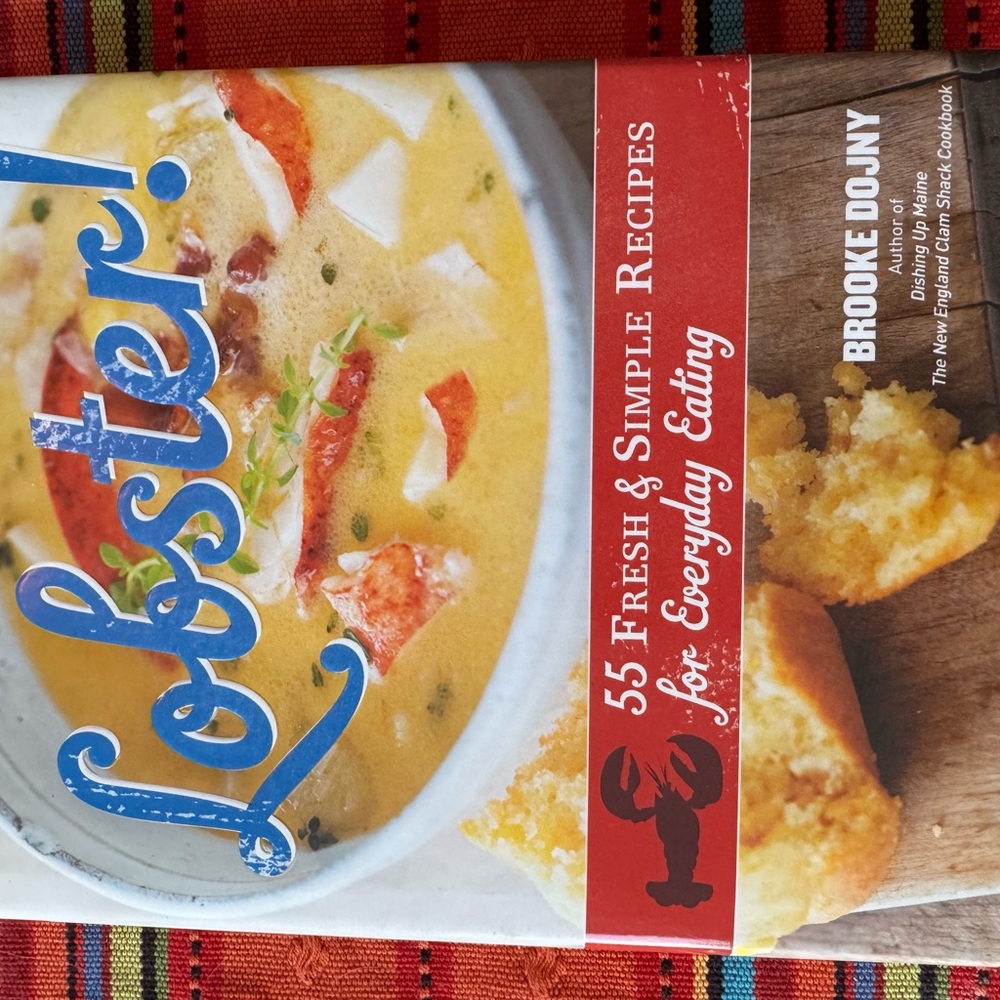 Lobster!
55 FRESH & SIMPLE RECIPES
for Everyday Eating
BROOKE DOJNY
Author of
Dishing Up Maine
The New England Clam Shack Cookbook